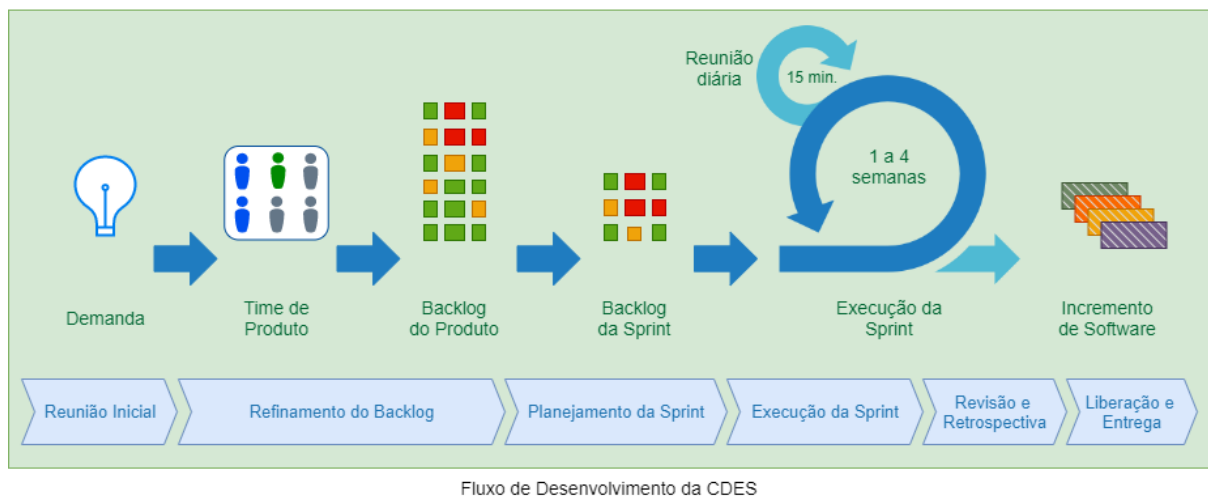 Reunião
diária
15 min.
1 a 4
semanas
Demanda
Time de
Produto
Backlog
do Produto
Backlog
da Sprint
Execução da
Sprint
Incremento
de Software
Reunião Inicial
Refinamento do Backlog
Planejamento da Sprint
Execução da Sprint
Revisão e
Retrospectiva
Liberação e
Entrega
Fluxo de Desenvolvimento da CDES